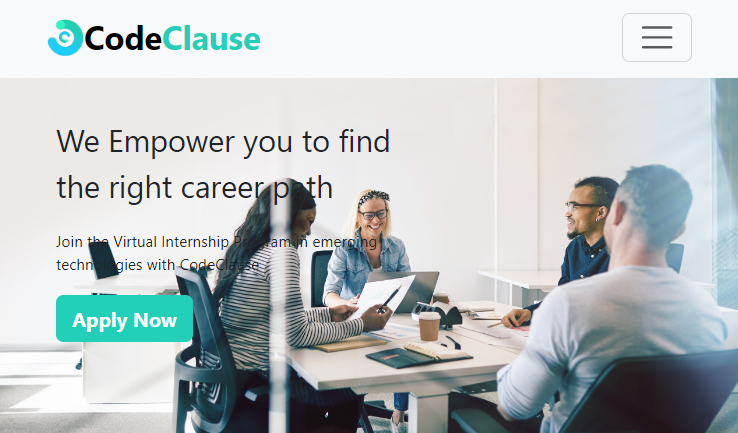 CodeClause
We Empower you to find
the right career path
Join the Virtual Internship Program in emerging
technologies with CodeClause
Apply Now